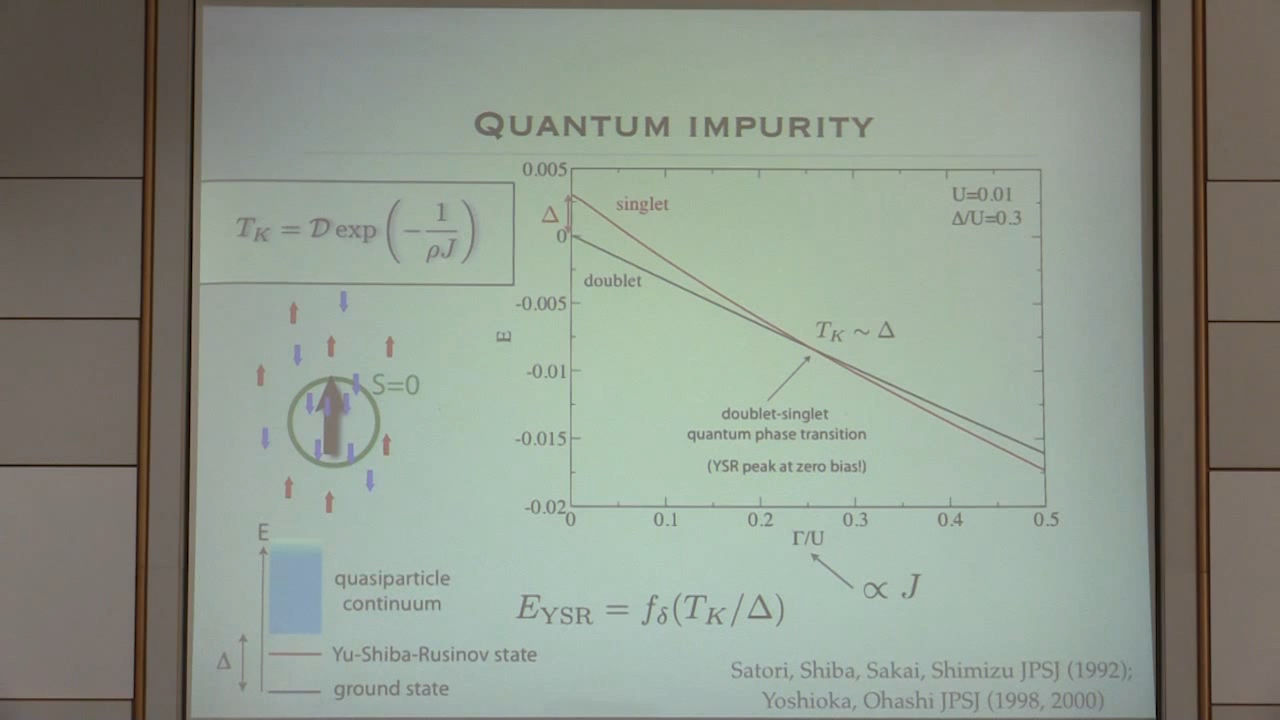 QUANTUM IMPURITY
T_K = D exp(−1/ρJ)
S=0
E
Δ
quasiparticle
continuum
Yu-Shiba-Rusinov state
ground state
0.005
0
-0.005
-0.01
-0.015
-0.02
E
Δ
singlet
doublet
U=0.01
Δ/U=0.3
T_K ∼ Δ
doublet-singlet
quantum phase transition
(YSR peak at zero bias!)
0 0.1 0.2 0.3 0.4 0.5
Γ/U
∝ J
E_YSR = f_δ(T_K/Δ)
Satori, Shiba, Sakai, Shimizu JPSJ (1992);
Yoshioka, Ohashi JPSJ (1998, 2000)